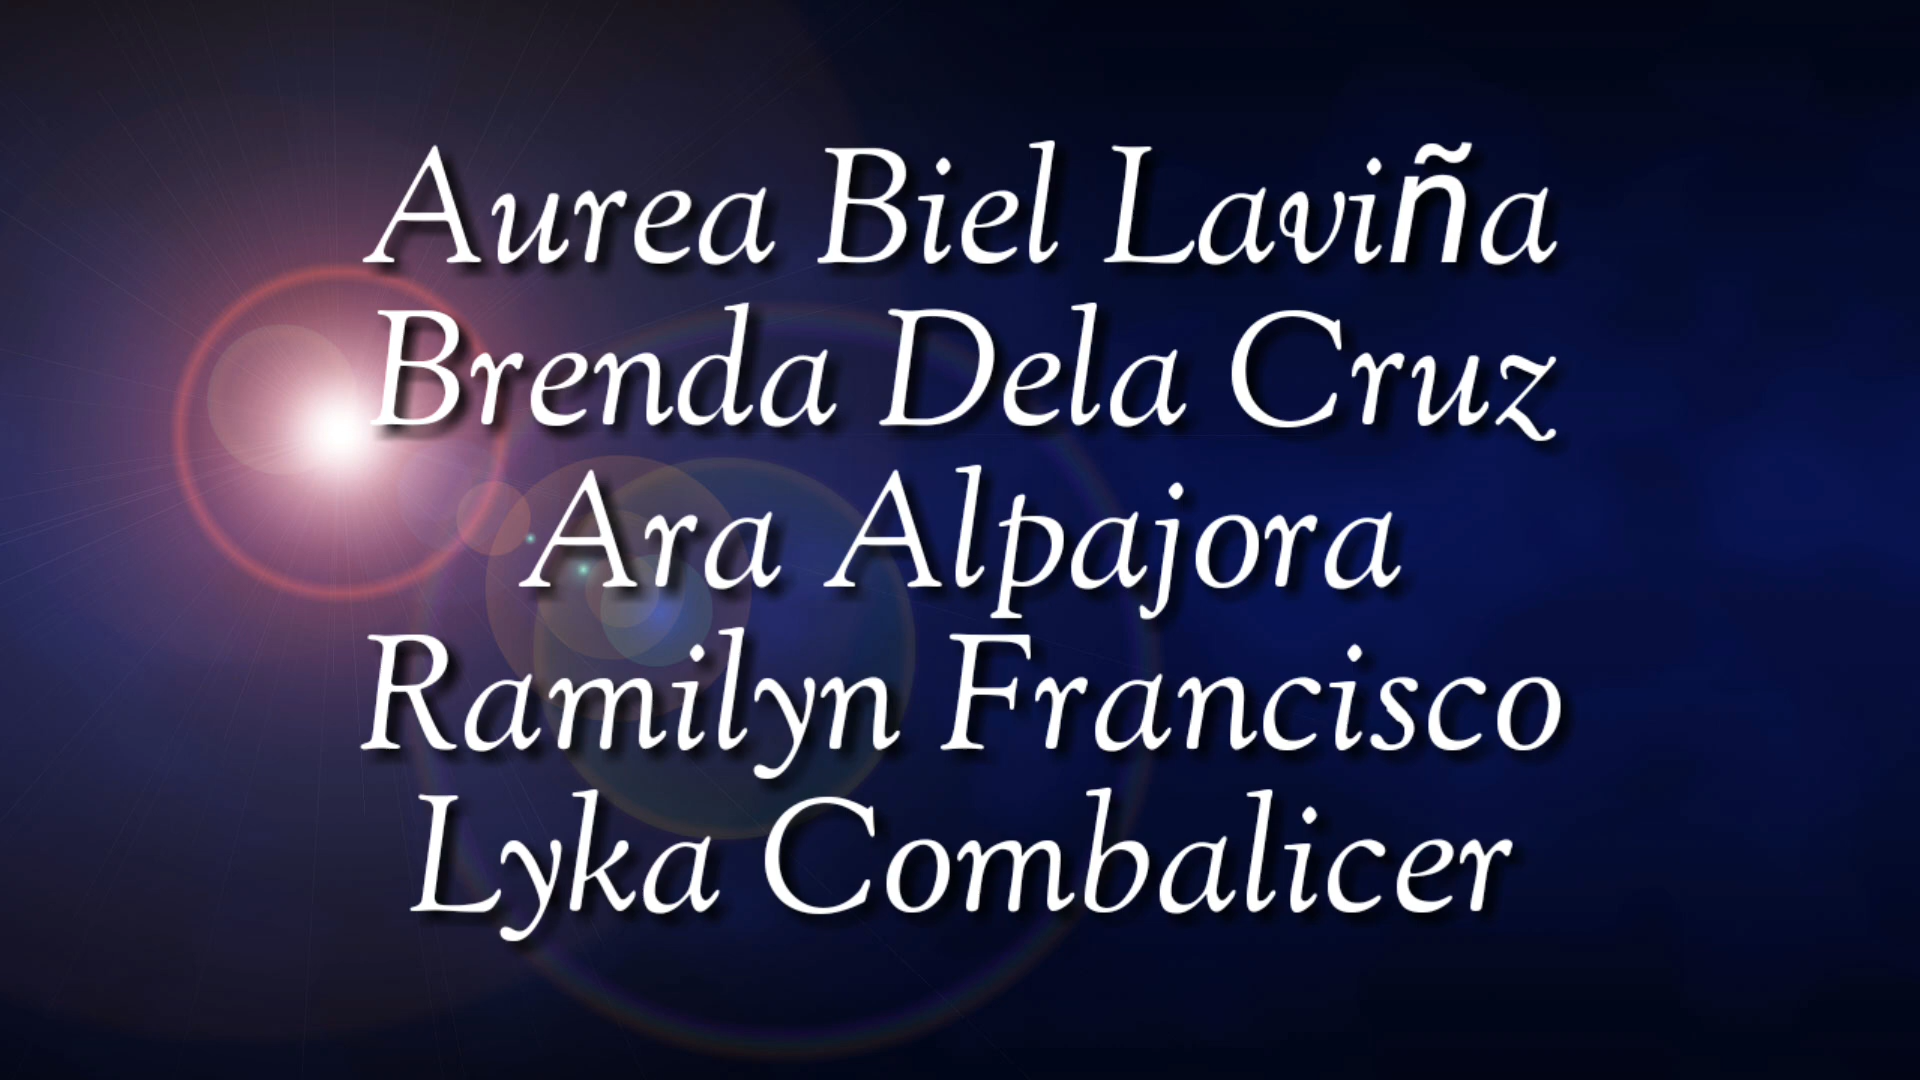 Aurea Biel Laviña
Brenda Dela Cruz
Ara Alpajora
Ramilyn Francisco
Lyka Combalicer